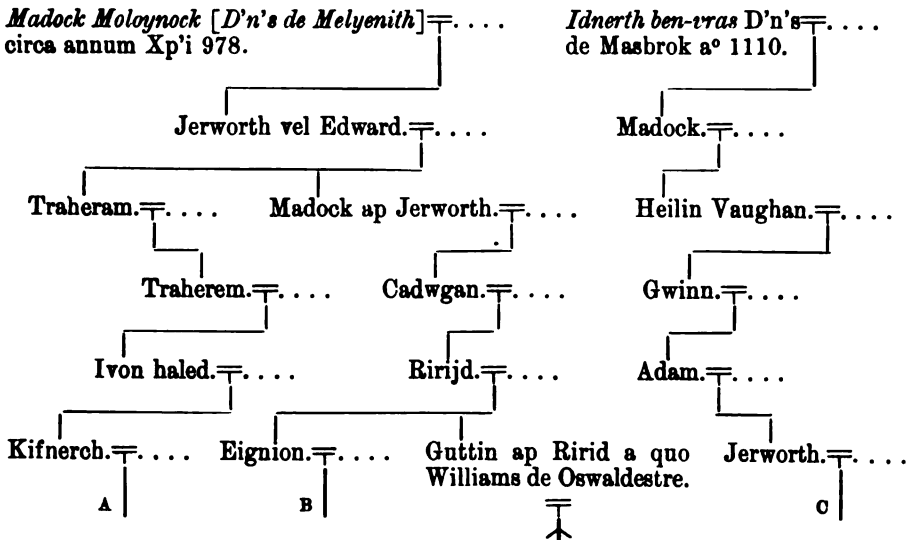 Madock Moloynock [D'n's de Melyenith]=.... Idnerth ben-vras D'n's=....
circa annum Xp'i 978. de Masbrok aº 1110.
Jerworth vel Edward.=.... Madock.=....
Traheram.=.... Madock ap Jerworth.=.... Heilin Vaughan.=....
Traherem.=.... Cadwgan.=.... Gwinn.=....
Ivon haled.=.... Ririjd.=.... Adam.=....
Kifnerch.=.... Eignion.=.... Guttin ap Ririd a quo Jerworth.=....
Williams de Oswaldestre.
A B C